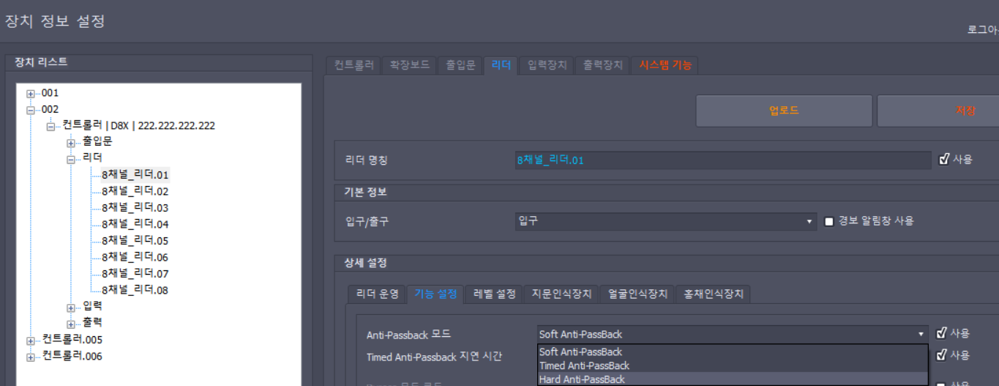 장치 정보 설정
로그아
장치 리스트
001
002
컨트롤러 | D8X | 222.222.222.222
출입문
리더
8채널_리더.01
8채널_리더.02
8채널_리더.03
8채널_리더.04
8채널_리더.05
8채널_리더.06
8채널_리더.07
8채널_리더.08
입력
출력
컨트롤러.005
컨트롤러.006
컨트롤러 확장보드 출입문 리더 입력장치 출력장치 시스템 기능
업로드 저장
리더 명칭 8채널_리더.01 사용
기본 정보
입구/출구 입구 경보 알림창 사용
상세 설정
리더 운영 기능 설정 레벨 설정 지문인식장치 얼굴인식장치 홍채인식장치
Anti-Passback 모드 Soft Anti-PassBack 사용
Timed Anti-Passback 지연 시간 사용
Soft Anti-PassBack
Timed Anti-PassBack
Hard Anti-PassBack